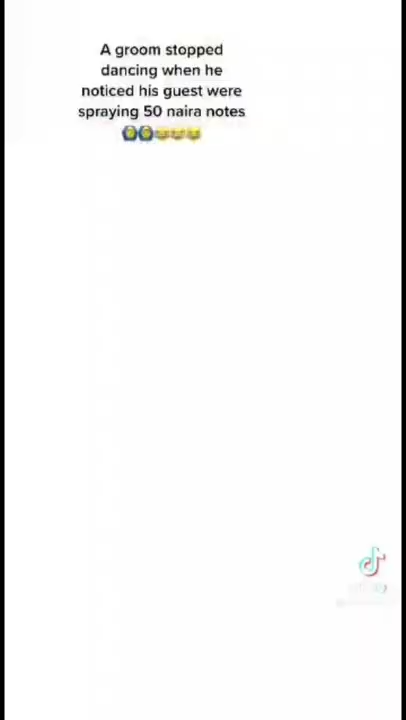 A groom stopped
dancing when he
noticed his guest were
spraying 50 naira notes
🙆‍♂️🙆‍♂️😂😂😂